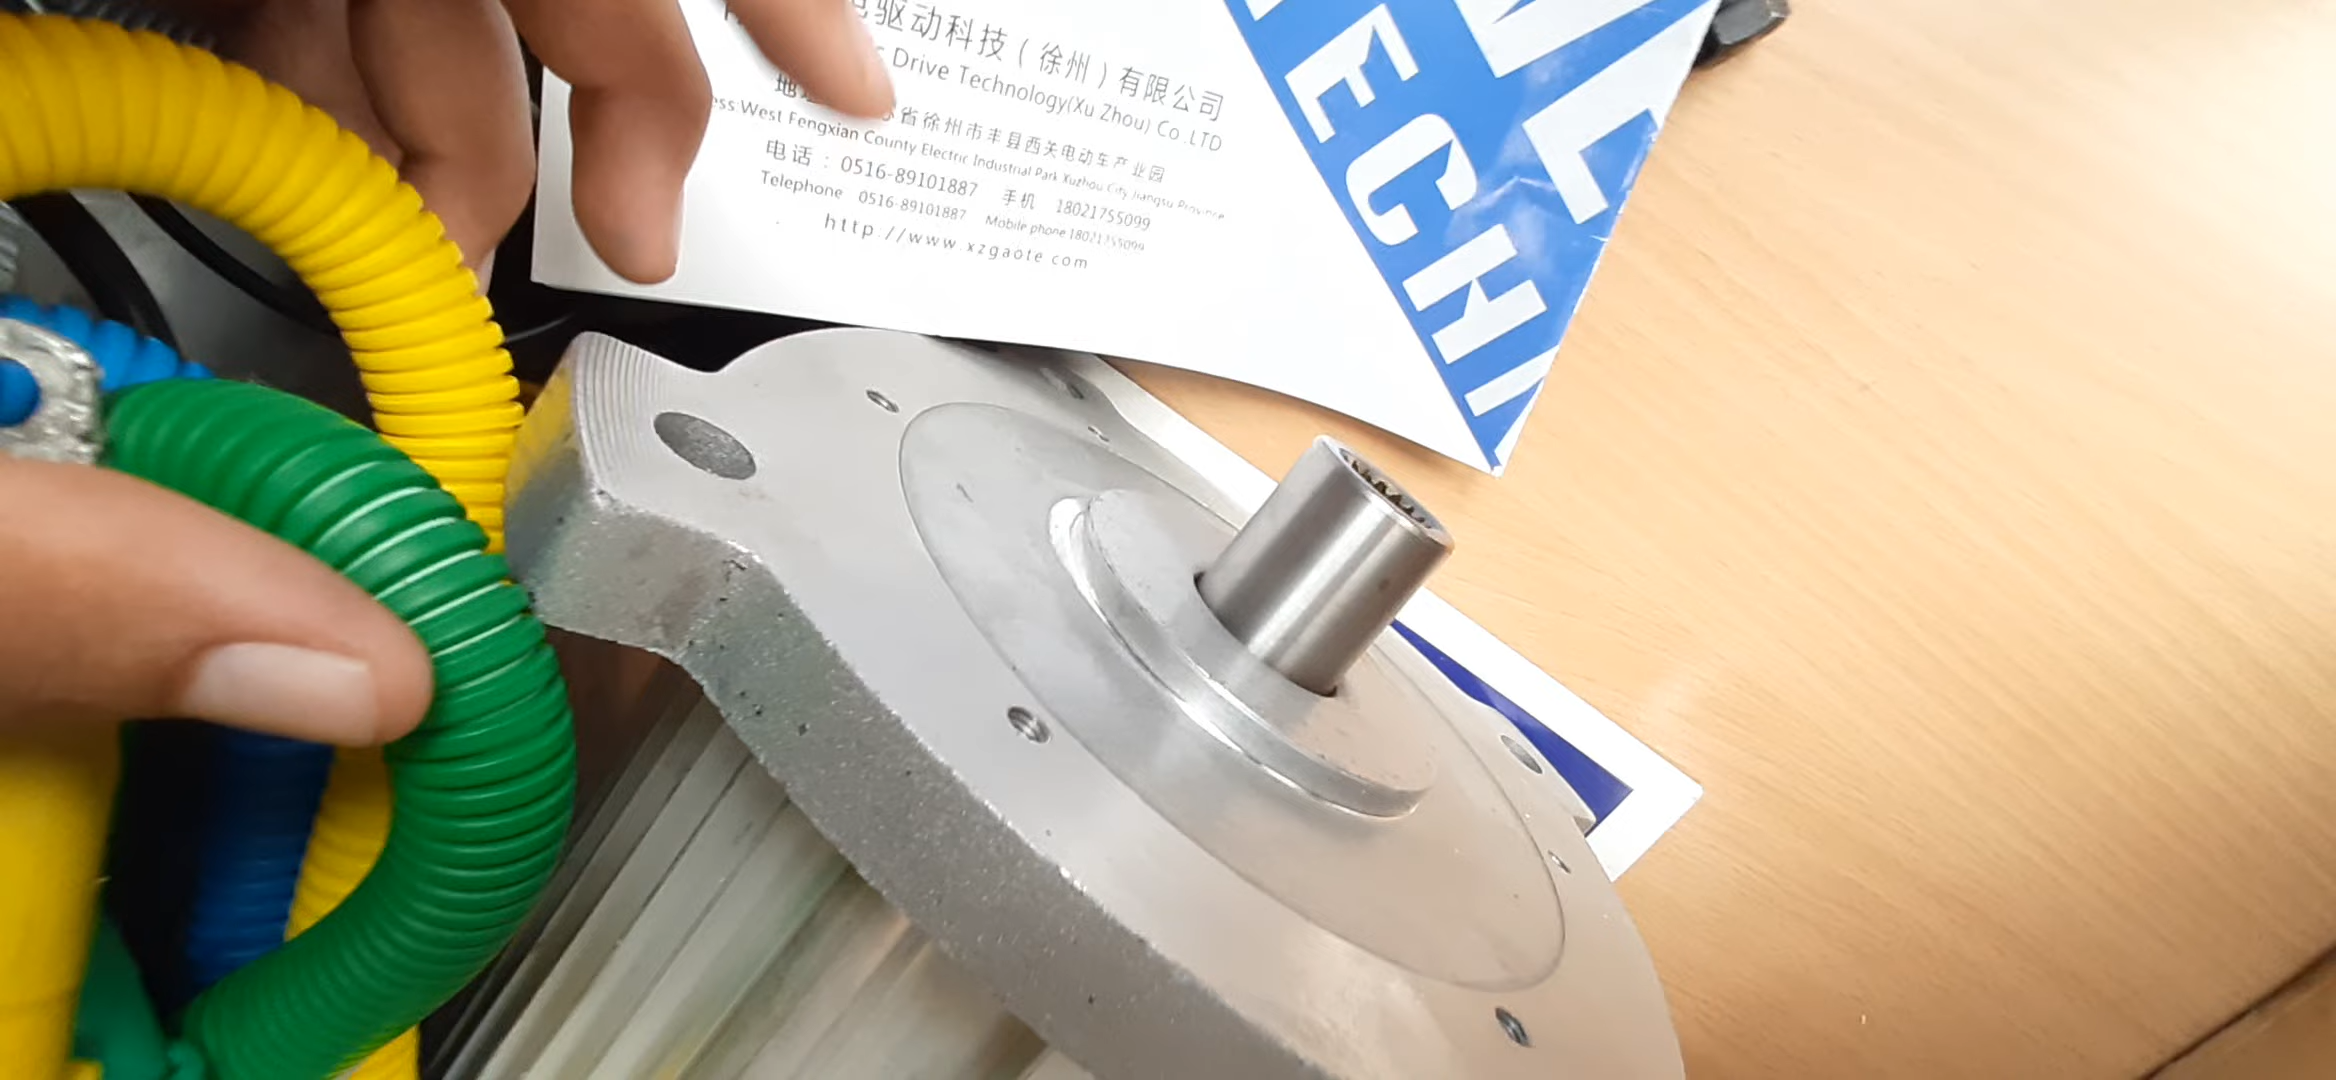 驱动科技（徐州）有限公司
Drive Technology(Xu Zhou) Co.LTD
省徐州市丰县西关电动车产业园
West Fengxian County Electric Industrial Park Xuzhou City Jiangsu Province
电话：0516-89101887 手机 18021755099
Telephone 0516-89101887 Mobile phone 18021755099
http://www.xzgaote com
ECH